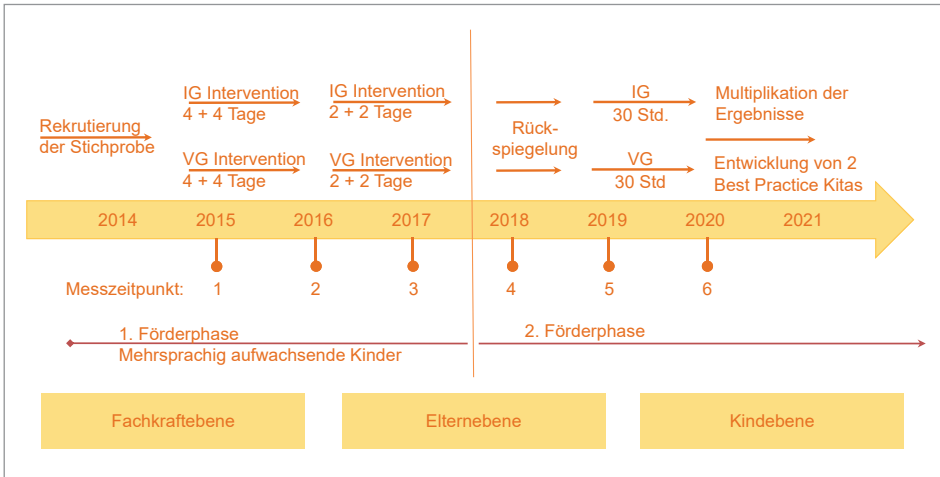 Rekrutierung
der Stichprobe
IG Intervention
4 + 4 Tage
VG Intervention
4 + 4 Tage
IG Intervention
2 + 2 Tage
VG Intervention
2 + 2 Tage
Rück-
spiegelung
IG
30 Std.
VG
30 Std
Multiplikation der
Ergebnisse
Entwicklung von 2
Best Practice Kitas
2014 2015 2016 2017 2018 2019 2020 2021
Messzeitpunkt: 1 2 3 4 5 6
1. Förderphase
Mehrsprachig aufwachsende Kinder
2. Förderphase
Fachkraftebene Elternebene Kindebene